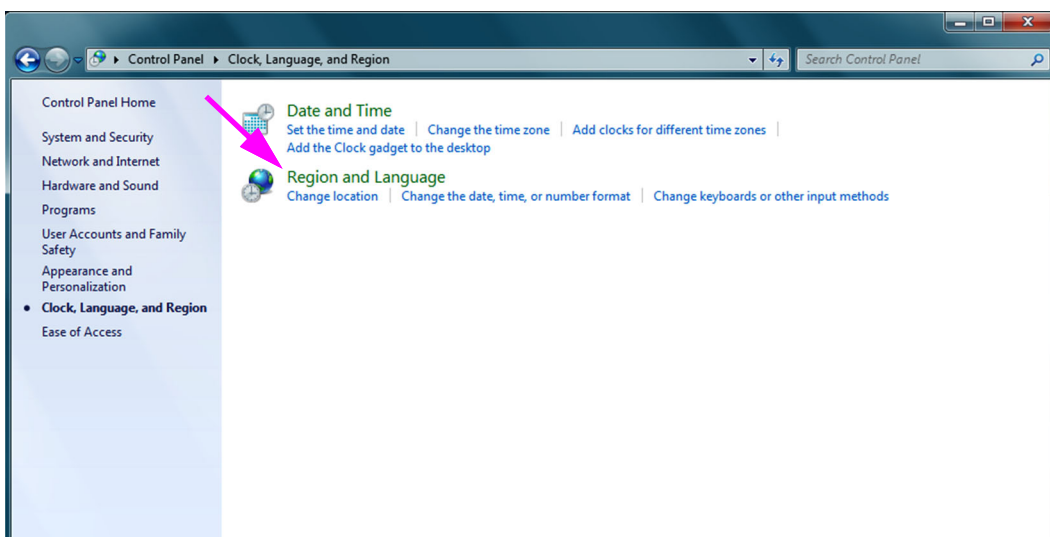 Control Panel Clock, Language, and Region Search Control Panel
Control Panel Home
System and Security
Network and Internet
Hardware and Sound
Programs
User Accounts and Family
Safety
Appearance and
Personalization
Clock, Language, and Region
Ease of Access
Date and Time
Set the time and date Change the time zone Add clocks for different time zones
Add the Clock gadget to the desktop
Region and Language
Change location Change the date, time, or number format Change keyboards or other input methods